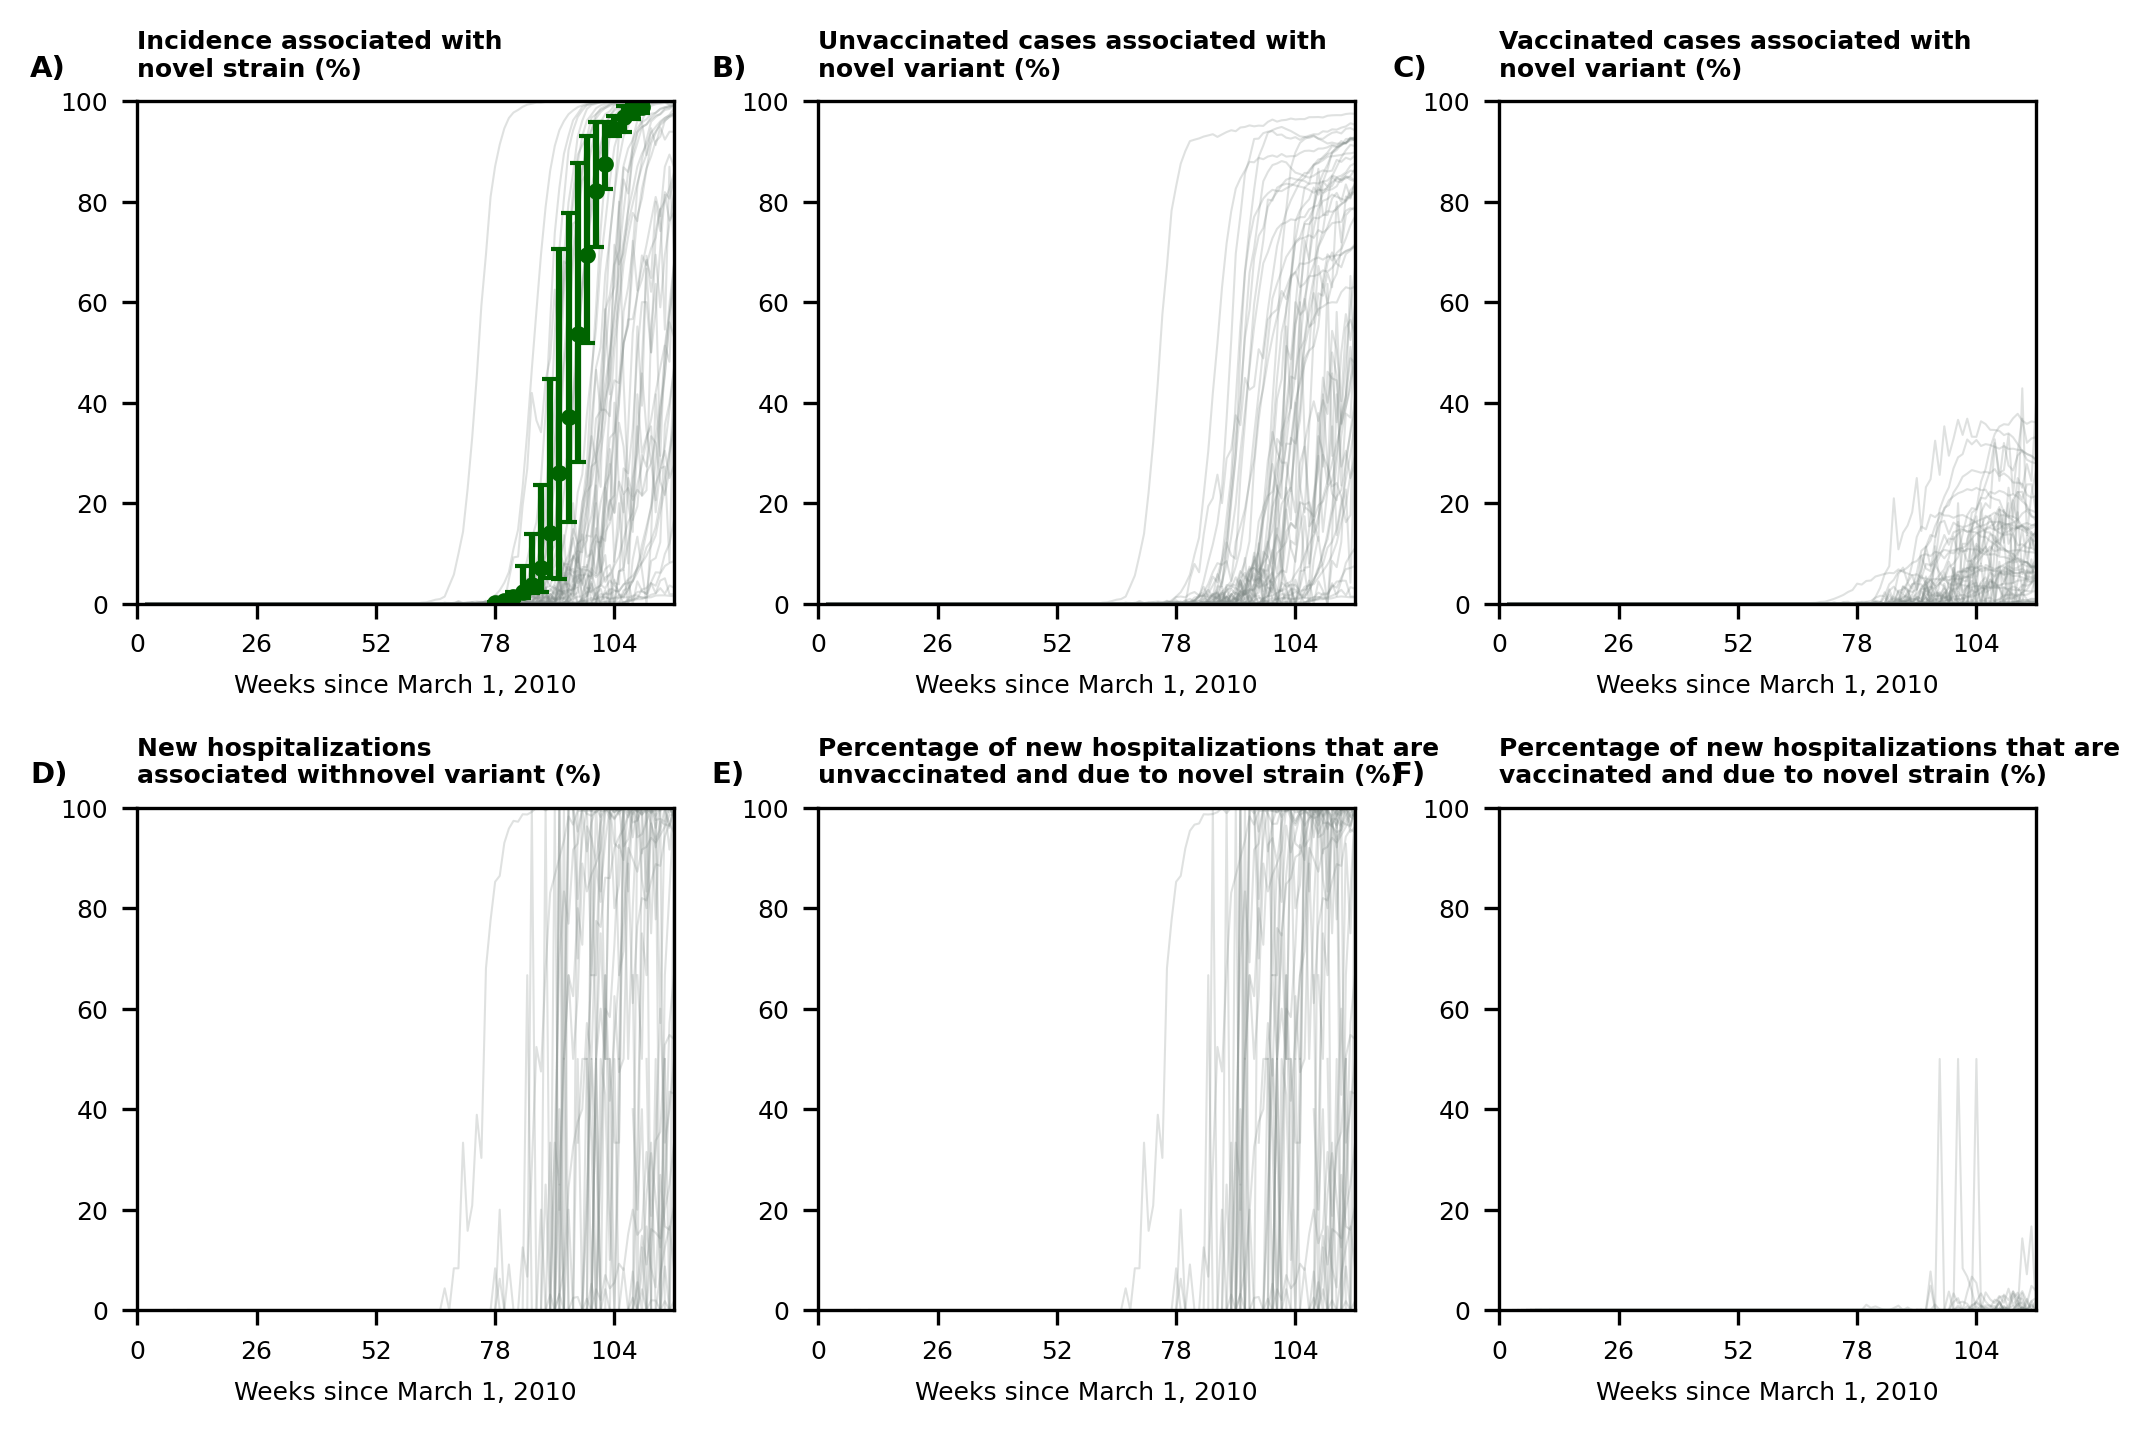 A)
Incidence associated with
novel strain (%)
100
80
60
40
20
0
0 26 52 78 104
Weeks since March 1, 2010
B)
Unvaccinated cases associated with
novel variant (%)
100
80
60
40
20
0
0 26 52 78 104
Weeks since March 1, 2010
C)
Vaccinated cases associated with
novel variant (%)
100
80
60
40
20
0
0 26 52 78 104
Weeks since March 1, 2010
D)
New hospitalizations
associated withnovel variant (%)
100
80
60
40
20
0
0 26 52 78 104
Weeks since March 1, 2010
E)
Percentage of new hospitalizations that are
unvaccinated and due to novel strain (%)
100
80
60
40
20
0
0 26 52 78 104
Weeks since March 1, 2010
F)
Percentage of new hospitalizations that are
vaccinated and due to novel strain (%)
100
80
60
40
20
0
0 26 52 78 104
Weeks since March 1, 2010